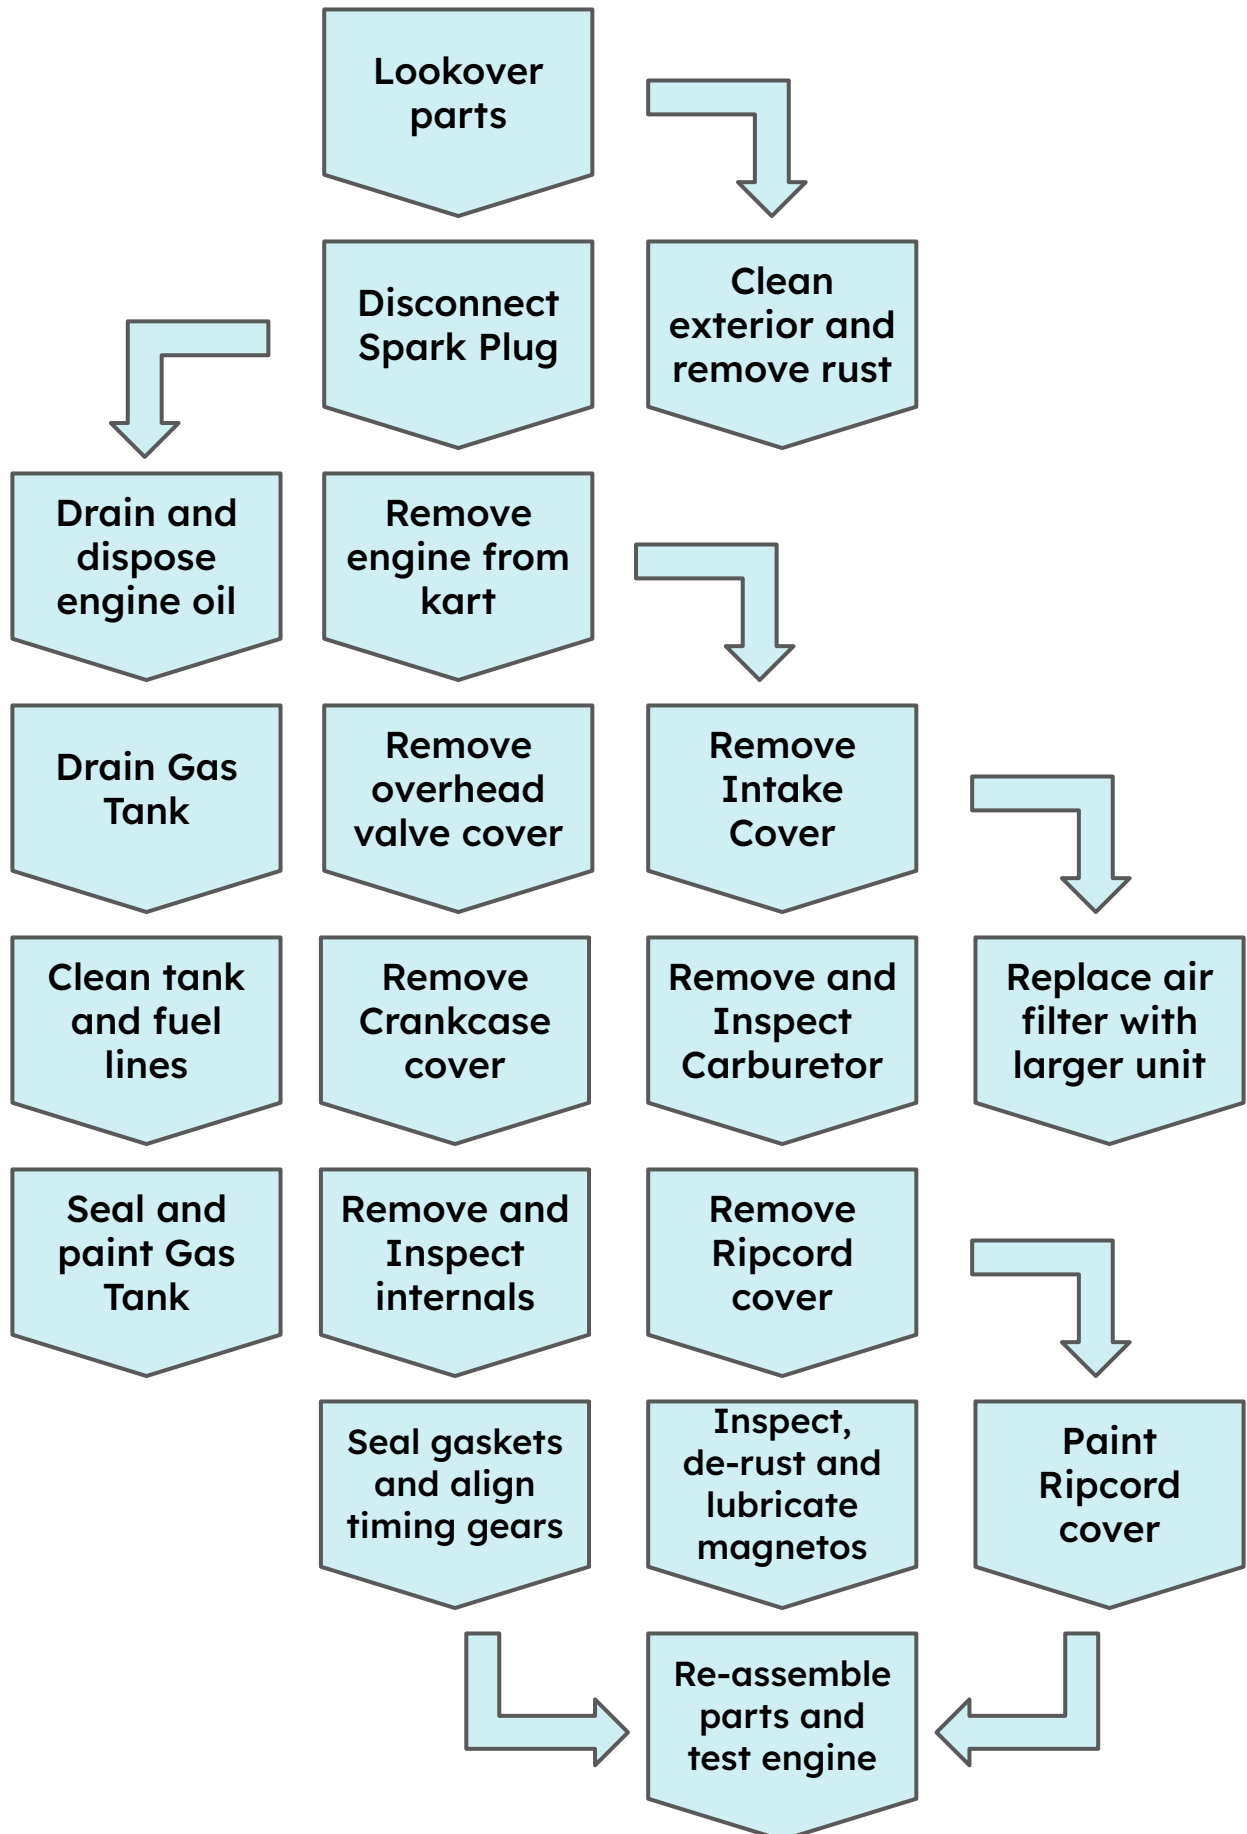 Lookover
parts
Disconnect
Spark Plug
Clean
exterior and
remove rust
Drain and
dispose
engine oil
Remove
engine from
kart
Drain Gas
Tank
Remove
overhead
valve cover
Remove
Intake
Cover
Clean tank
and fuel
lines
Remove
Crankcase
cover
Remove and
Inspect
Carburetor
Replace air
filter with
larger unit
Seal and
paint Gas
Tank
Remove and
Inspect
internals
Remove
Ripcord
cover
Seal gaskets
and align
timing gears
Inspect,
de-rust and
lubricate
magnetos
Paint
Ripcord
cover
Re-assemble
parts and
test engine